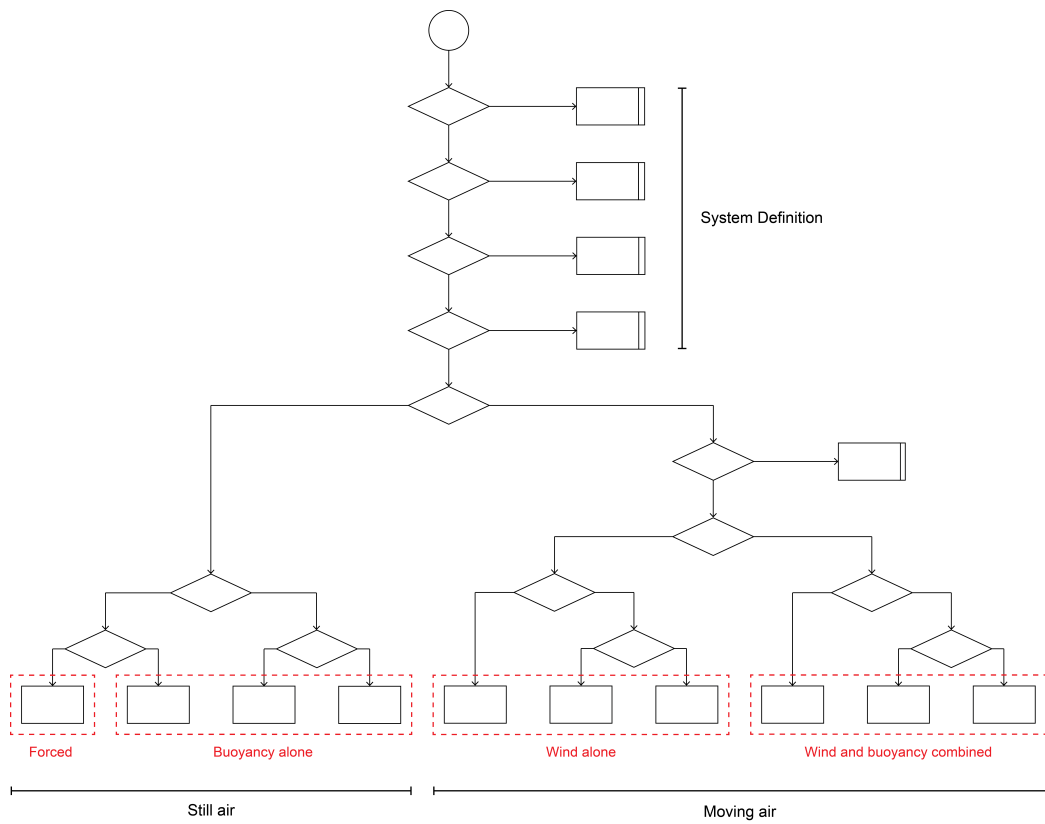 System Definition
Forced
Buoyancy alone
Wind alone
Wind and buoyancy combined
Still air
Moving air